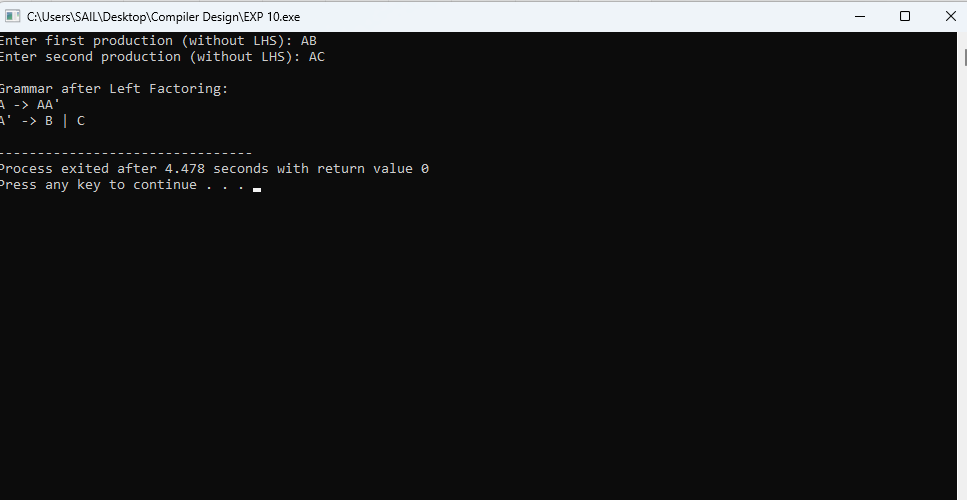 C:\Users\SAIL\Desktop\Compiler Design\EXP 10.exe
Enter first production (without LHS): AB
Enter second production (without LHS): AC
Grammar after Left Factoring:
A -> AA'
A' -> B | C
--------------------------------
Process exited after 4.478 seconds with return value 0
Press any key to continue . . .